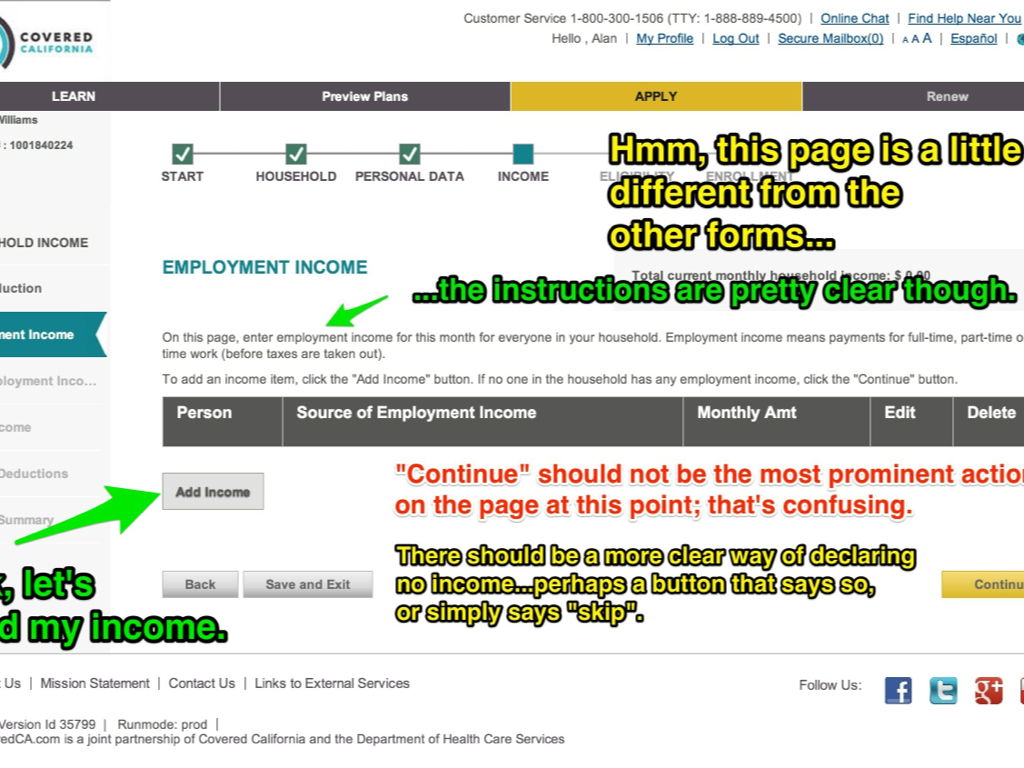 COVERED
CALIFORNIA
Customer Service 1-800-300-1506 (TTY: 1-888-889-4500) | Online Chat | Find Help Near You
Hello , Alan | My Profile | Log Out | Secure Mailbox(0) | A A A | Español |
LEARN
Preview Plans
APPLY
Renew
Williams
: 1001840224
START
HOUSEHOLD
PERSONAL DATA
INCOME
ELIGIBILITY
ENROLLMENT
Hmm, this page is a little
different from the
other forms...
HOLD INCOME
duction
ment Income
ployment Inco...
come
Deductions
Summary
EMPLOYMENT INCOME
Total current monthly household income: $ 0.00
...the instructions are pretty clear though.
On this page, enter employment income for this month for everyone in your household. Employment income means payments for full-time, part-time o
time work (before taxes are taken out).
To add an income item, click the "Add Income" button. If no one in the household has any employment income, click the "Continue" button.
Person
Source of Employment Income
Monthly Amt
Edit
Delete
Add Income
"Continue" should not be the most prominent action
on the page at this point; that's confusing.
There should be a more clear way of declaring
no income...perhaps a button that says so,
or simply says "skip".
k, let's
d my income.
Back
Save and Exit
Continu
t Us | Mission Statement | Contact Us | Links to External Services
Follow Us:
Version Id 35799 | Runmode: prod |
redCA.com is a joint partnership of Covered California and the Department of Health Care Services